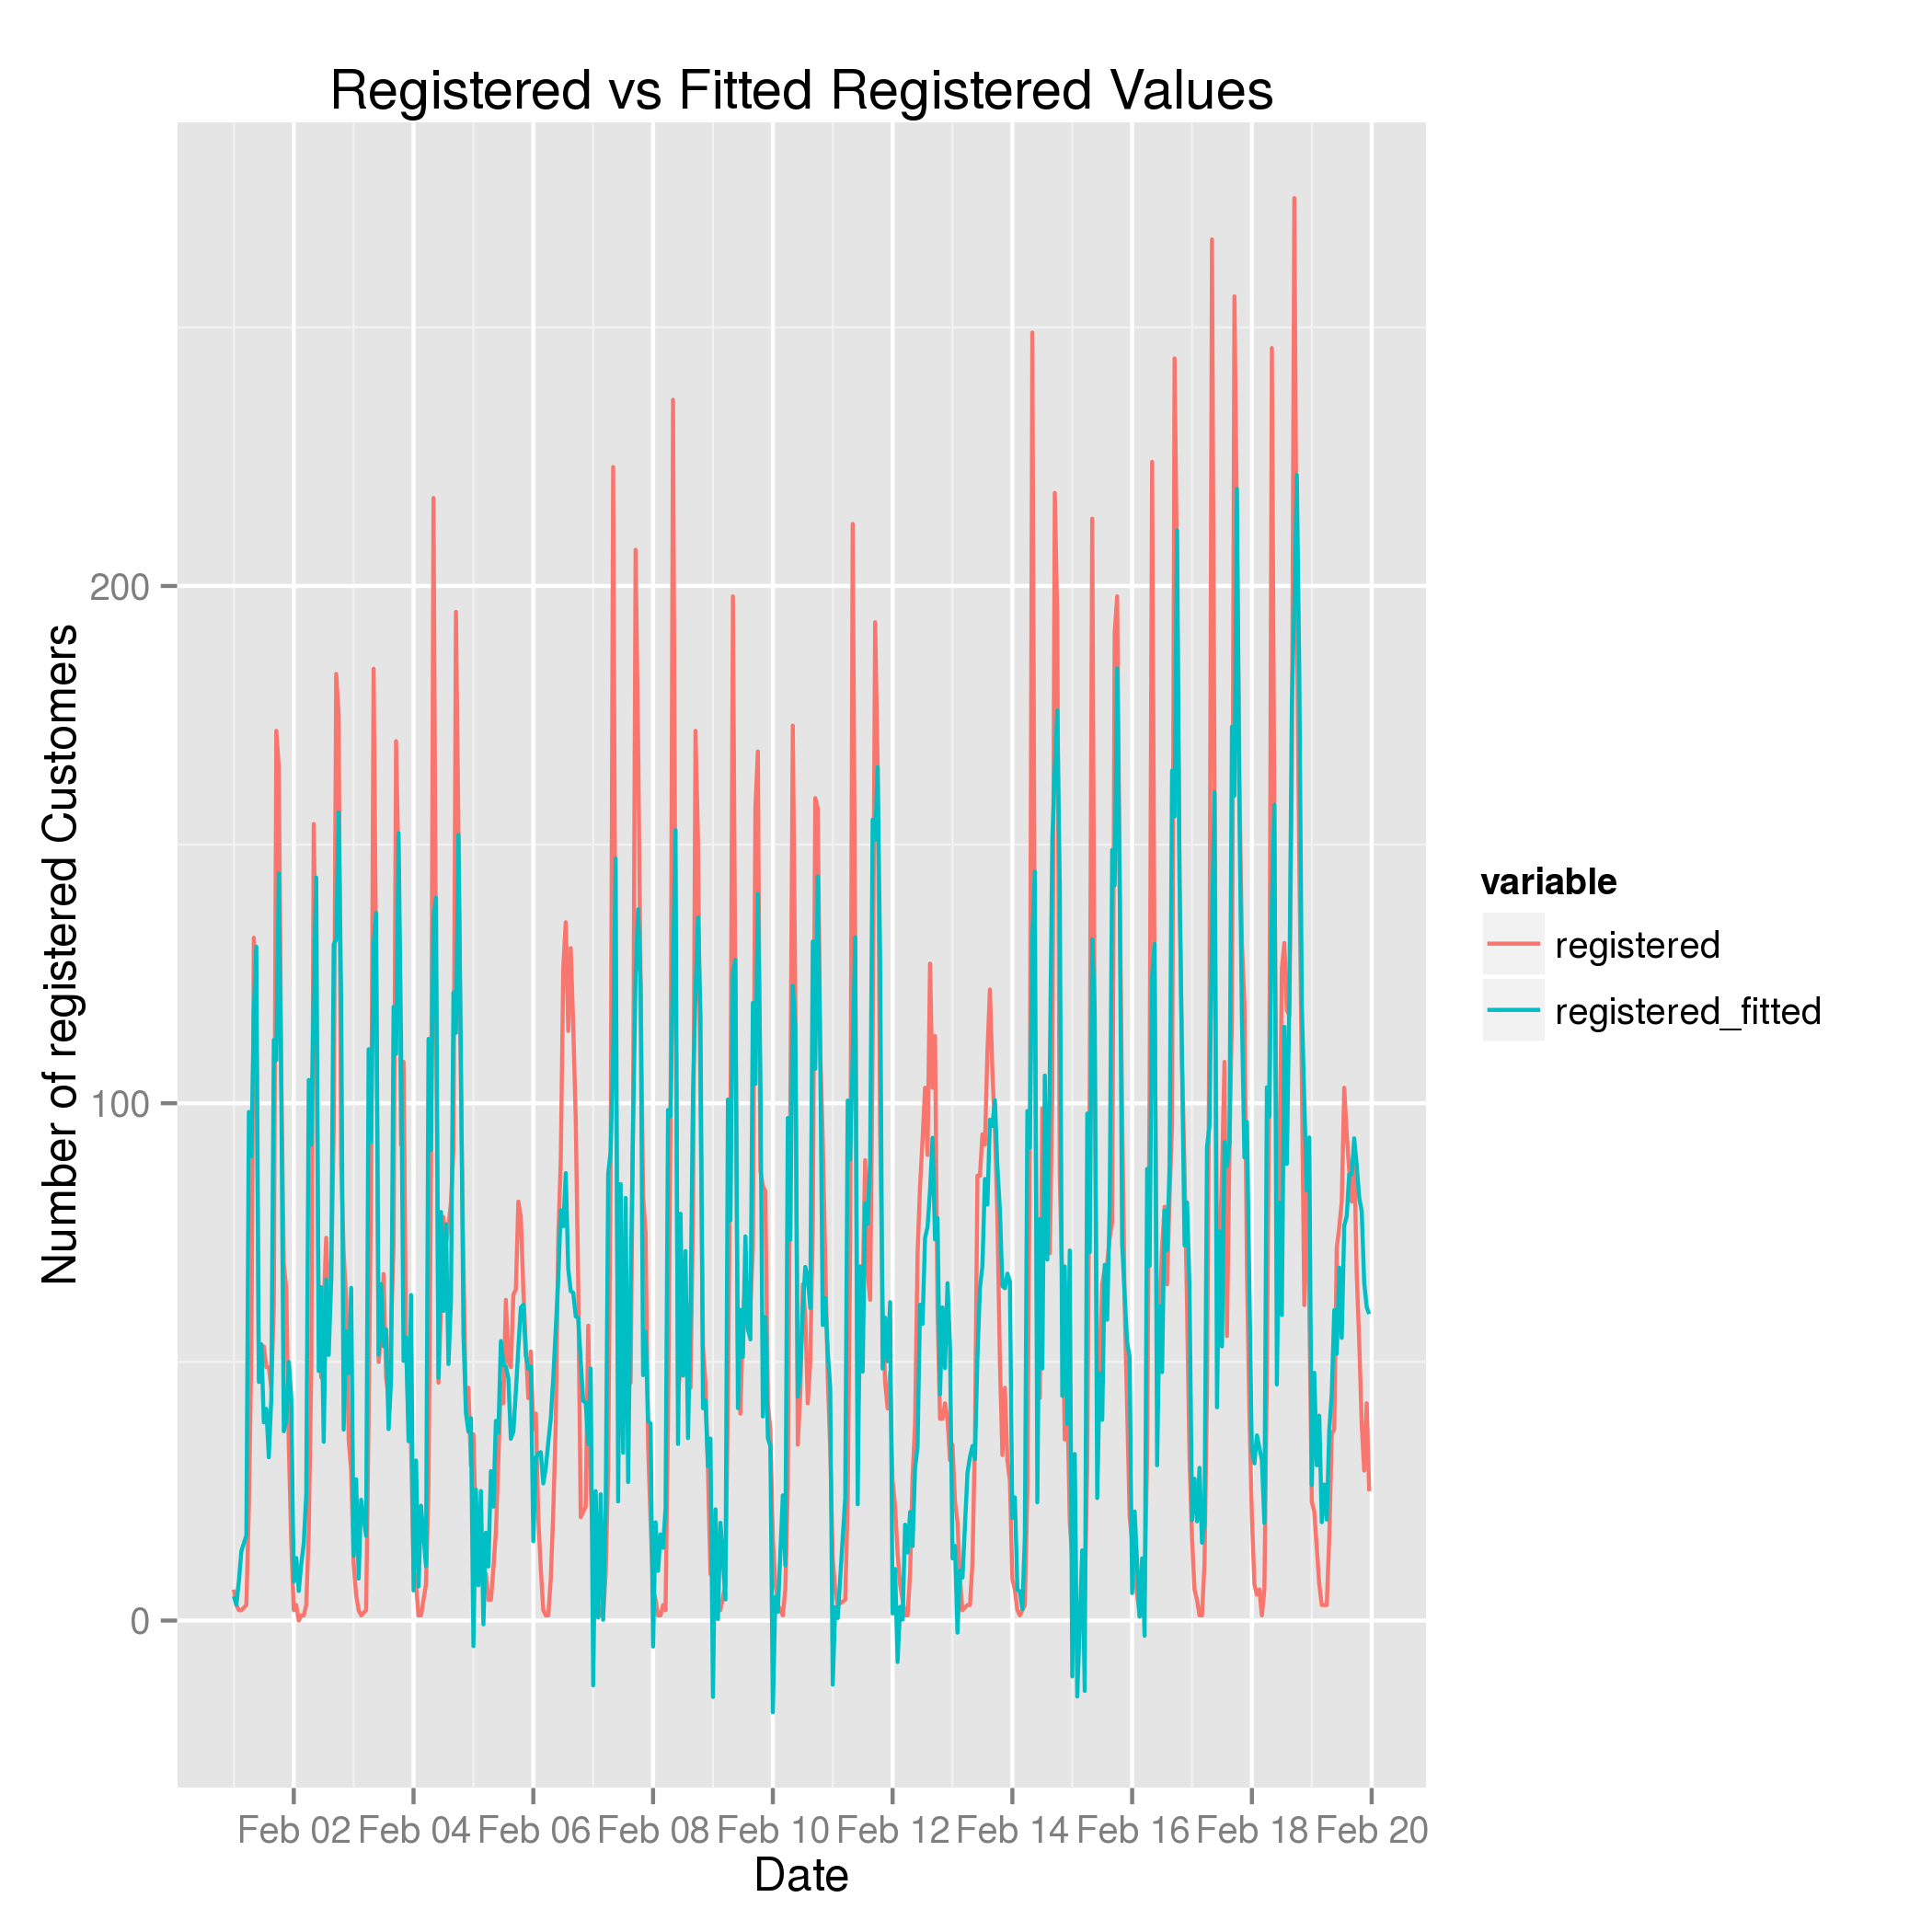 Registered vs Fitted Registered Values
Number of registered Customers
200
100
0
Feb 02 Feb 04 Feb 06 Feb 08 Feb 10 Feb 12 Feb 14 Feb 16 Feb 18 Feb 20
Date
variable
registered
registered_fitted